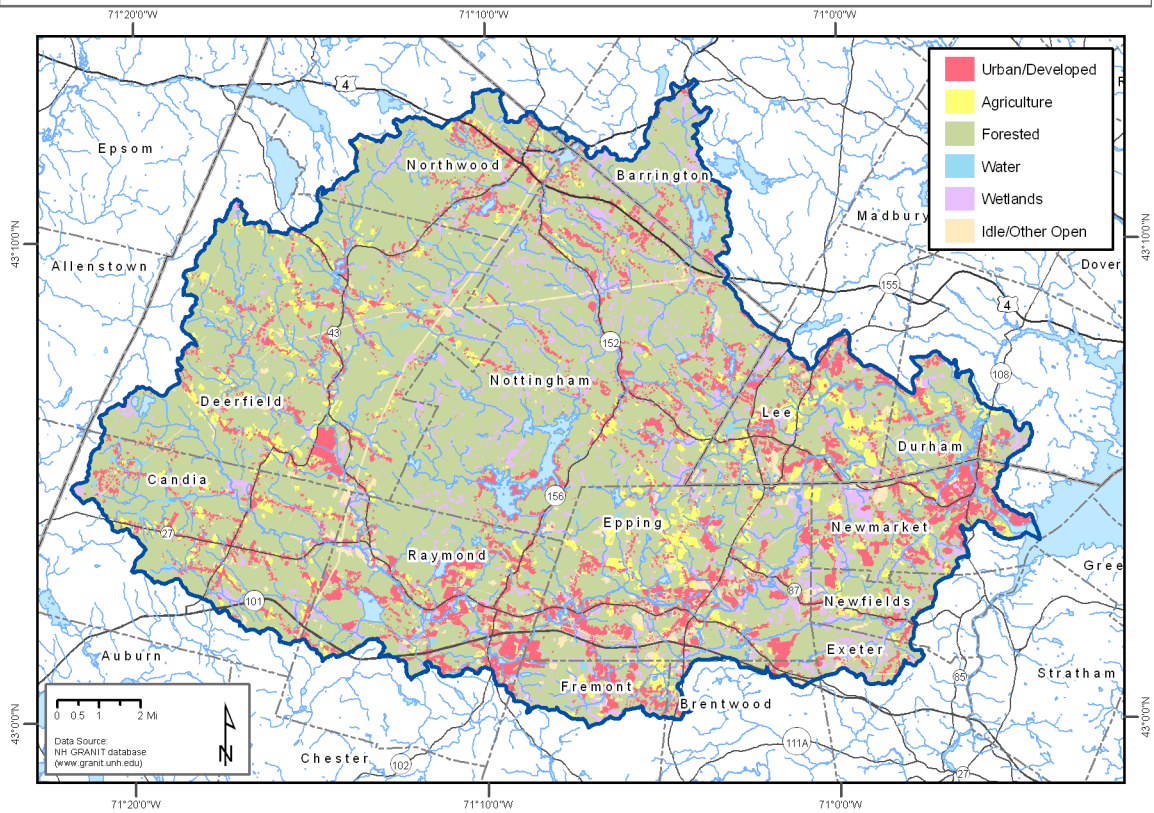 71°20'0"W 71°10'0"W 71°0'0"W
4
Urban/Developed
Agriculture
Forested
Water
Wetlands
Idle/Other Open
R
Epsom
Northwood
Barrington
Madbury
43°10'0"N
43°10'0"N
Allenstown
Dover
155
4
43
152
108
Nottingham
Deerfield
Lee
Durham
Candia
156
Epping
Newmarket
27
Raymond
Gree
87
101
Newfields
Auburn
Exeter
85
Stratham
Fremont
Brentwood
43°0'0"N
43°0'0"N
0 0.5 1 2 Mi
Data Source:
NH GRANIT database
(www.granit.unh.edu)
N
Chester
102
111A
27
71°20'0"W 71°10'0"W 71°0'0"W